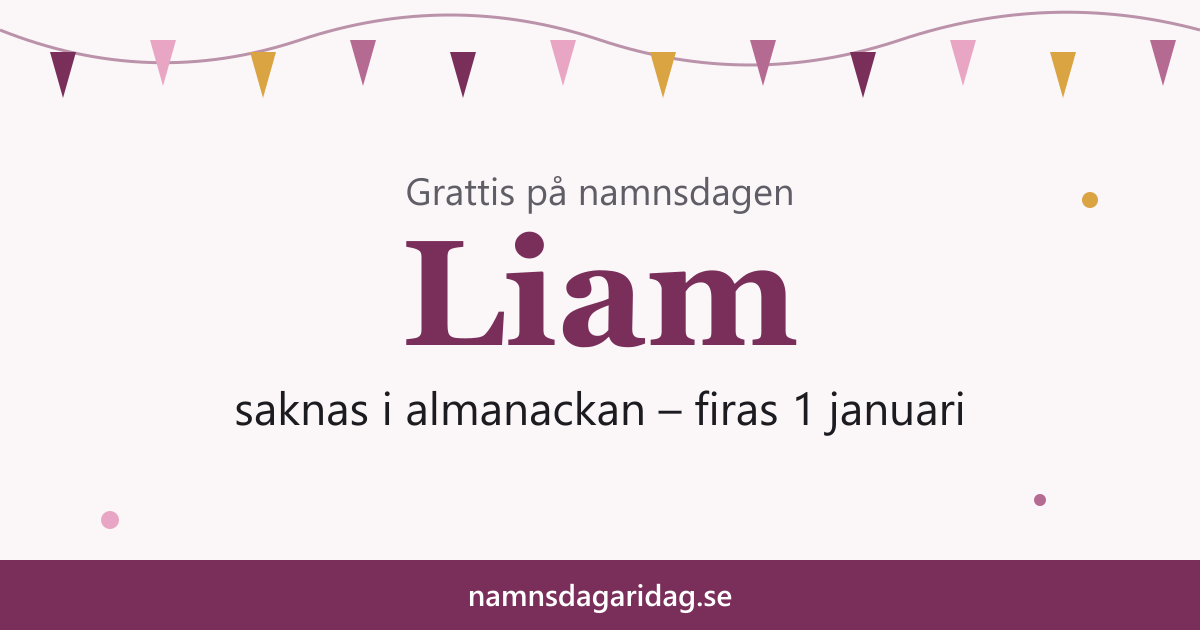 Grattis på namnsdagen
Liam
saknas i almanackan – firas 1 januari
namnsdagaridag.se